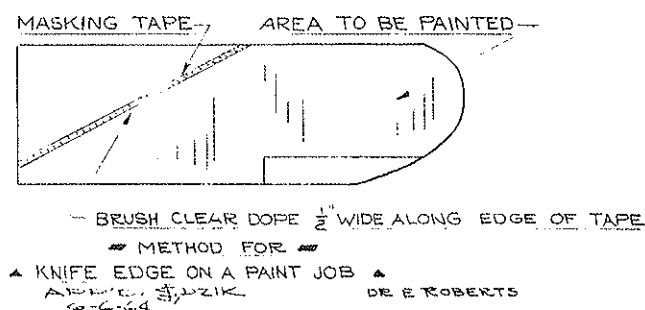 MASKING TAPE
AREA TO BE PAINTED
BRUSH CLEAR DOPE 1/2" WIDE ALONG EDGE OF TAPE
METHOD FOR
KNIFE EDGE ON A PAINT JOB
DR E ROBERTS